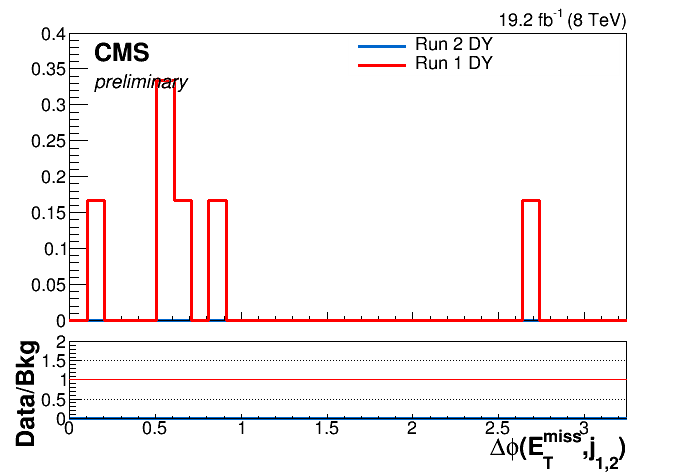 19.2 fb-1 (8 TeV)
CMS
preliminary
Run 2 DY
Run 1 DY
0.4
0.35
0.3
0.25
0.2
0.15
0.1
0.05
0
Data/Bkg
2
1.5
1
0.5
0
0 0.5 1 1.5 2 2.5 3
Δϕ(E_T^miss,j_1,2)